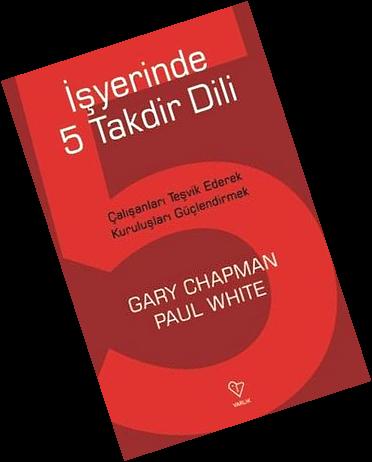 İşyerinde
5 Takdir Dili
Çalışanları Teşvik Ederek
Kuruluşları Güçlendirmek
GARY CHAPMAN
PAUL WHITE
VARLIK